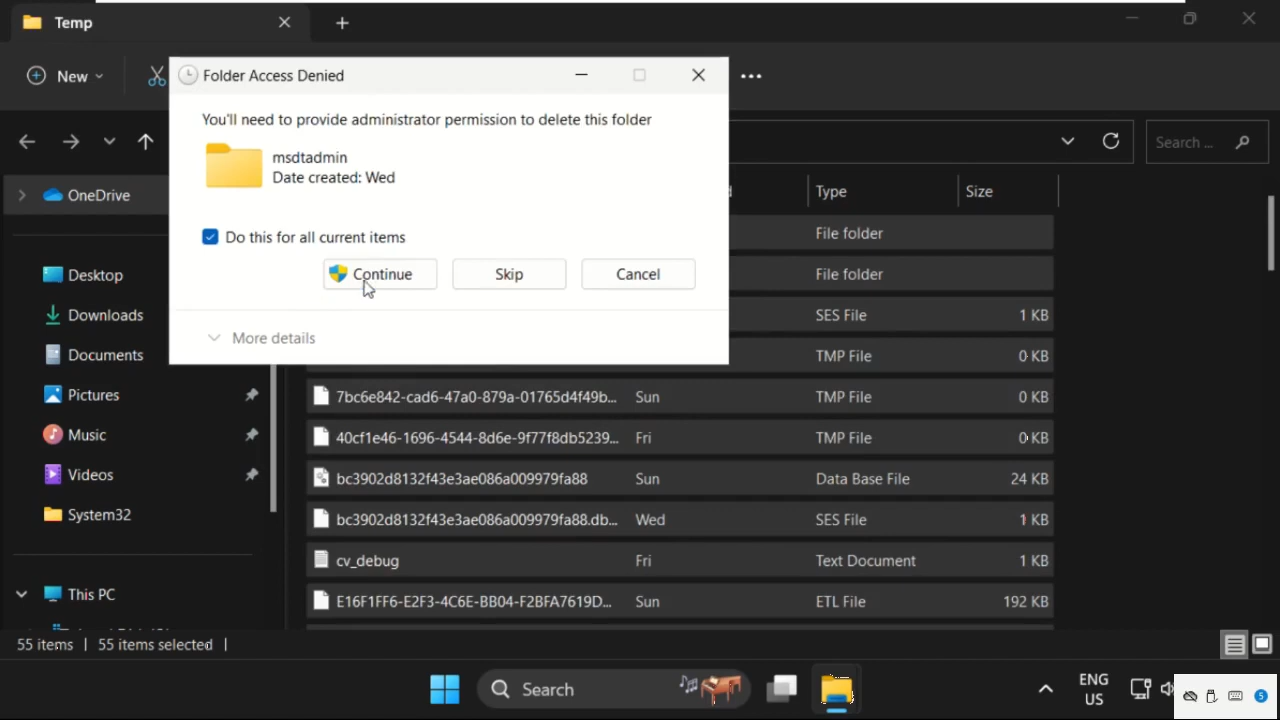 Temp
New
Folder Access Denied
You'll need to provide administrator permission to delete this folder
msdtadmin
Date created: Wed
Do this for all current items
Continue
Skip
Cancel
More details
Search ...
OneDrive
Desktop
Downloads
Documents
Pictures
Music
Videos
System32
This PC
Type
Size
File folder
File folder
SES File 1 KB
TMP File 0 KB
7bc6e842-cad6-47a0-879a-01765d4f49b... Sun TMP File 0 KB
40cf1e46-1696-4544-8d6e-9f77f8db5239... Fri TMP File 0 KB
bc3902d8132f43e3ae086a009979fa88 Sun Data Base File 24 KB
bc3902d8132f43e3ae086a009979fa88.db... Wed SES File 1 KB
cv_debug Fri Text Document 1 KB
E16F1FF6-E2F3-4C6E-BB04-F2BFA7619D... Sun ETL File 192 KB
55 items | 55 items selected |
Search
ENG
US
5